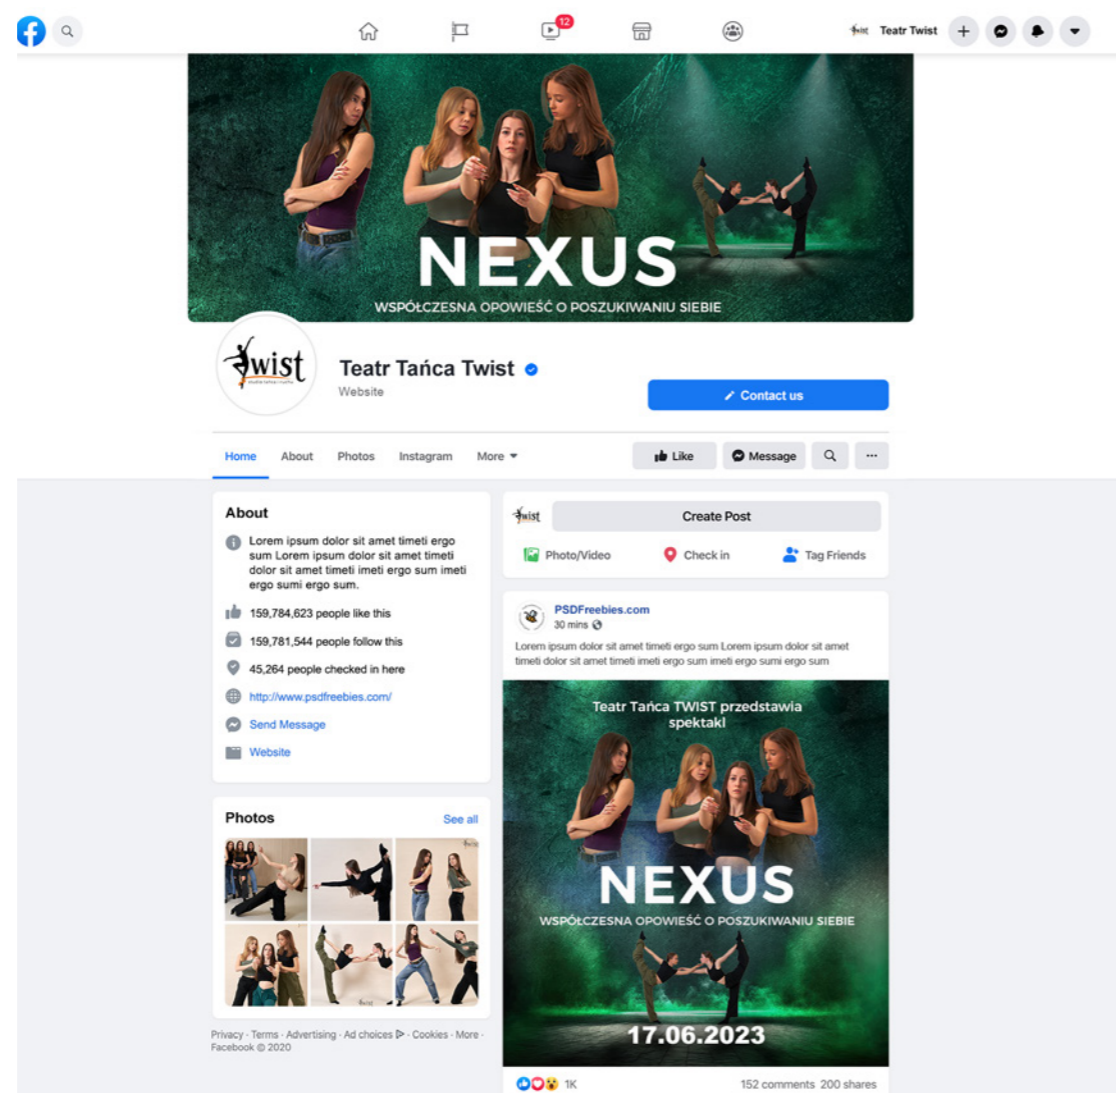 12
Twist
Teatr Twist
NEXUS
WSPÓŁCZESNA OPOWIEŚĆ O POSZUKIWANIU SIEBIE
Twist
Teatr Tańca Twist
Website
Contact us
Home
About
Photos
Instagram
More
Like
Message
About
Lorem ipsum dolor sit amet timeti ergo
sum Lorem ipsum dolor sit amet timeti
dolor sit amet timeti imeti ergo sum imeti
ergo sumi ergo sum.
159,784,623 people like this
159,781,544 people follow this
45,264 people checked in here
http://www.psdfreebies.com/
Send Message
Website
Photos
See all
Twist
Twist
Privacy · Terms · Advertising · Ad choices · Cookies · More ·
Facebook © 2020
Twist
Create Post
Photo/Video
Check in
Tag Friends
PSDFreebies.com
30 mins
Lorem ipsum dolor sit amet timeti ergo sum Lorem ipsum dolor sit amet
timeti dolor sit amet timeti imeti ergo sum imeti ergo sumi ergo sum
Teatr Tańca TWIST przedstawia
spektakl
NEXUS
WSPÓŁCZESNA OPOWIEŚĆ O POSZUKIWANIU SIEBIE
17.06.2023
1K
152 comments 200 shares